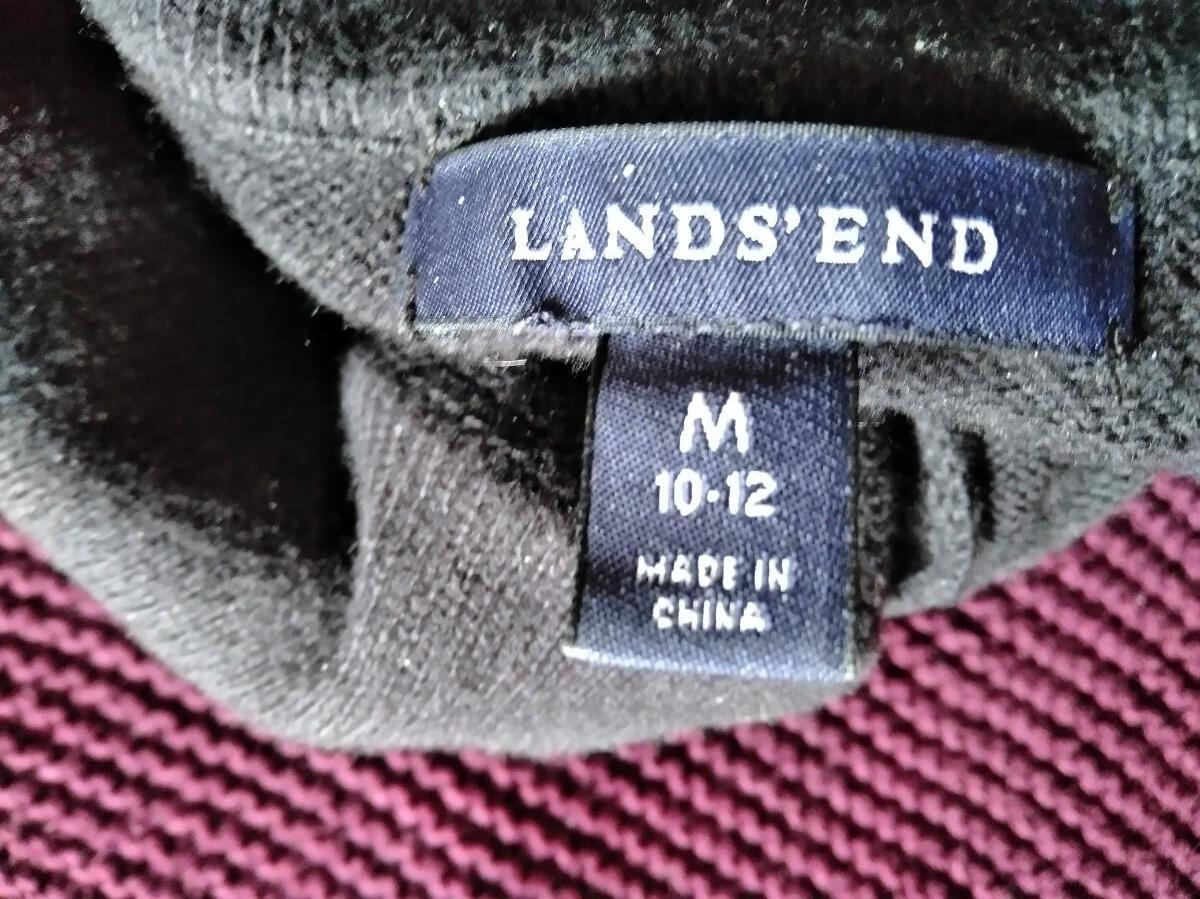 LANDS' END
M
10-12
MADE IN
CHINA